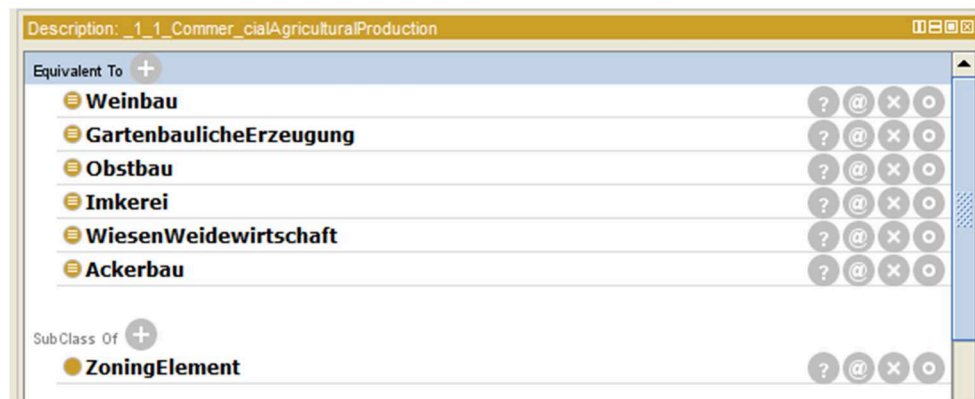 Description: _1_1_Commer_cialAgriculturalProduction
Equivalent To
Weinbau
GartenbaulicheErzeugung
Obstbau
Imkerei
WiesenWeidewirtschaft
Ackerbau
SubClass Of
ZoningElement